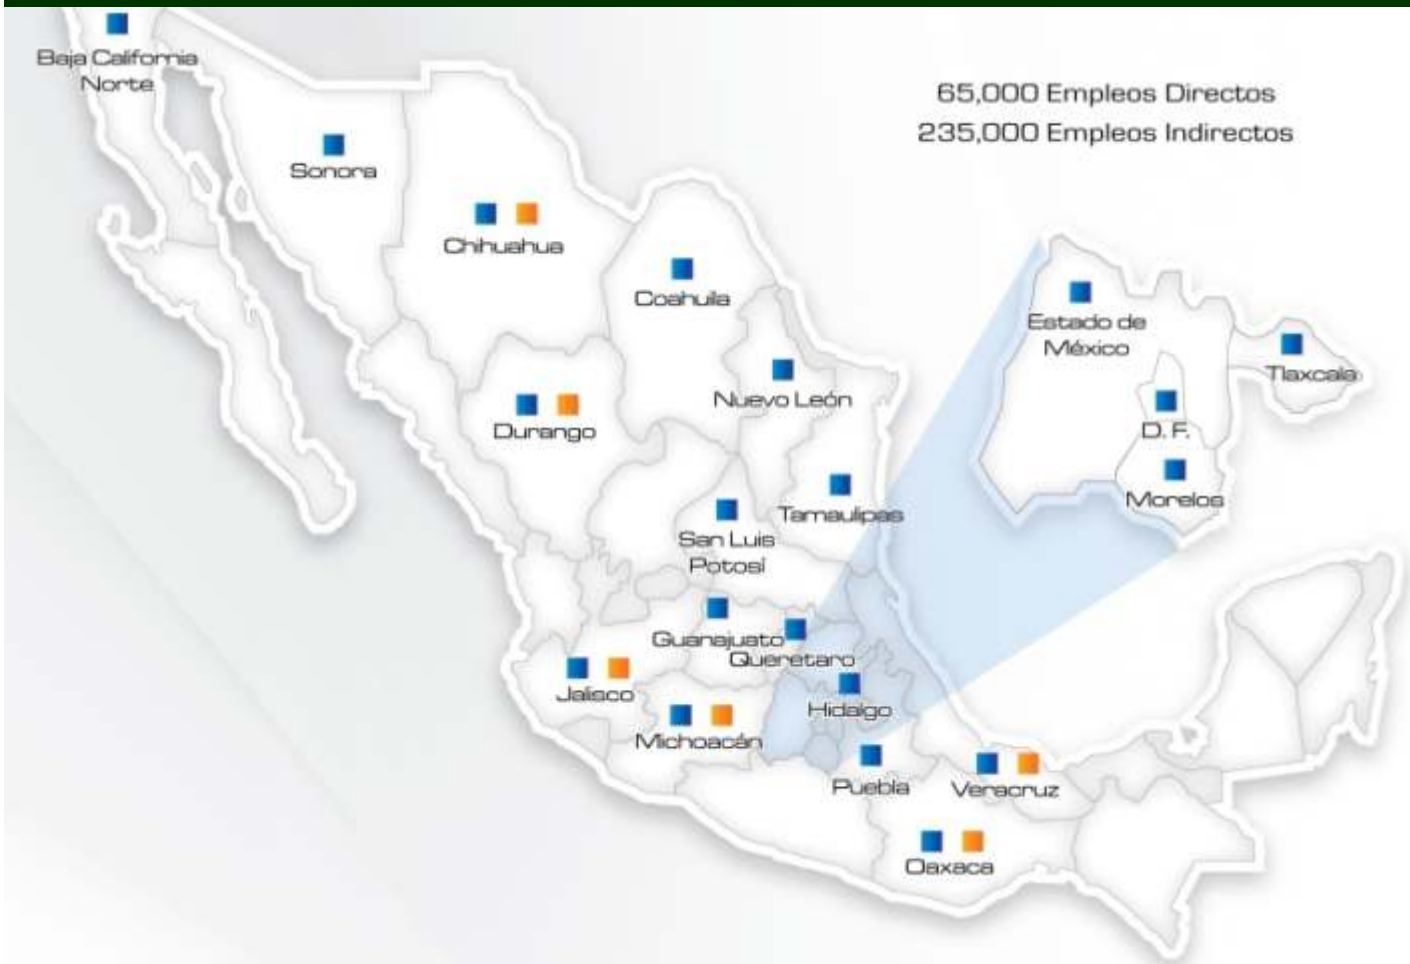 Baja California
Norte
65,000 Empleos Directos
235,000 Empleos Indirectos
Sonora
Chihuahua
Coahuila
Estado de
México
Tlaxcala
Nuevo León
Durango
D. F.
Morelos
Tamaulipas
San Luis
Potosí
Guanajuato
Queretaro
Jalisco
Hidalgo
Michoacán
Puebla
Veracruz
Oaxaca